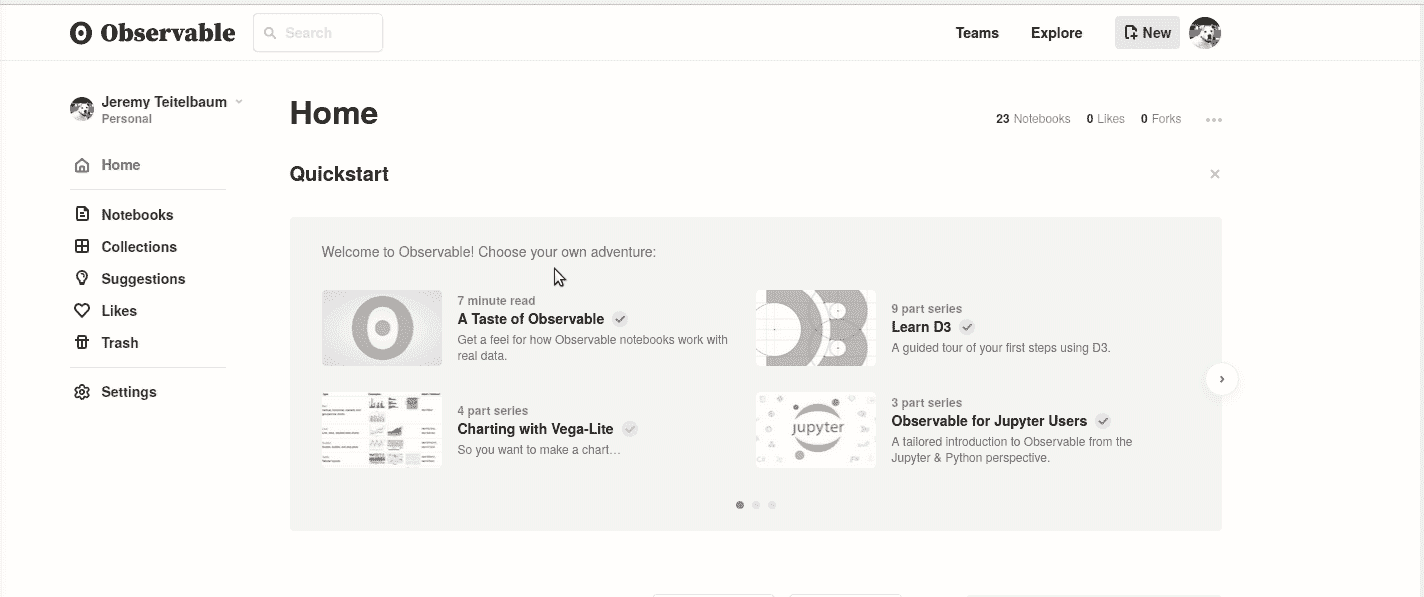 Observable
Search
Teams
Explore
New
Jeremy Teitelbaum
Personal
Home
Notebooks
Collections
Suggestions
Likes
Trash
Settings
Home
23 Notebooks
0 Likes
0 Forks
Quickstart
Welcome to Observable! Choose your own adventure:
7 minute read
A Taste of Observable
Get a feel for how Observable notebooks work with
real data.
9 part series
Learn D3
A guided tour of your first steps using D3.
4 part series
Charting with Vega-Lite
So you want to make a chart…
jupyter
3 part series
Observable for Jupyter Users
A tailored introduction to Observable from the
Jupyter & Python perspective.